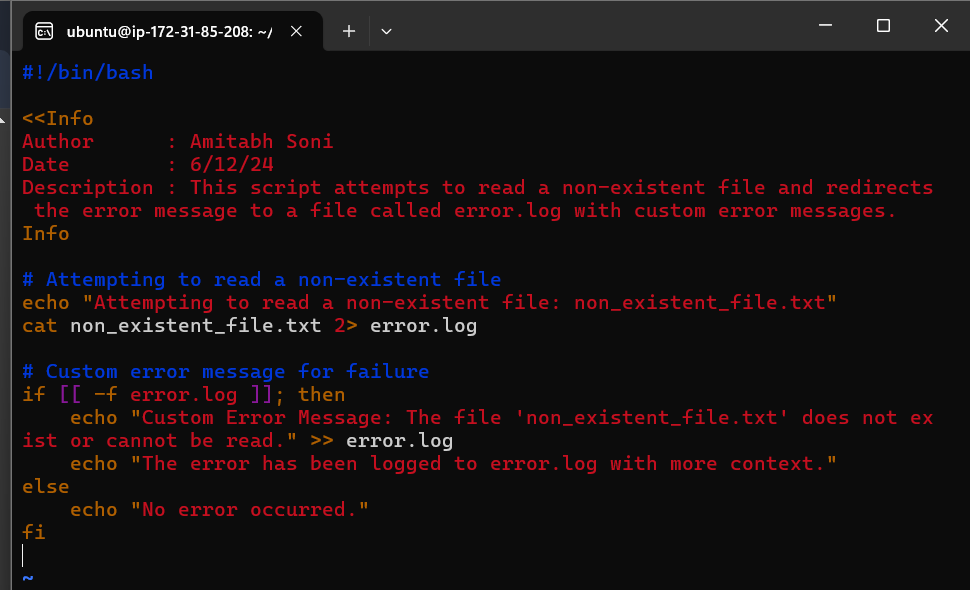 ubuntu@ip-172-31-85-208: ~/
#!/bin/bash
<<Info
Author      : Amitabh Soni
Date        : 6/12/24
Description : This script attempts to read a non-existent file and redirects
 the error message to a file called error.log with custom error messages.
Info
# Attempting to read a non-existent file
echo "Attempting to read a non-existent file: non_existent_file.txt"
cat non_existent_file.txt 2> error.log
# Custom error message for failure
if [[ -f error.log ]]; then
    echo "Custom Error Message: The file 'non_existent_file.txt' does not ex
ist or cannot be read." >> error.log
    echo "The error has been logged to error.log with more context."
else
    echo "No error occurred."
fi
~